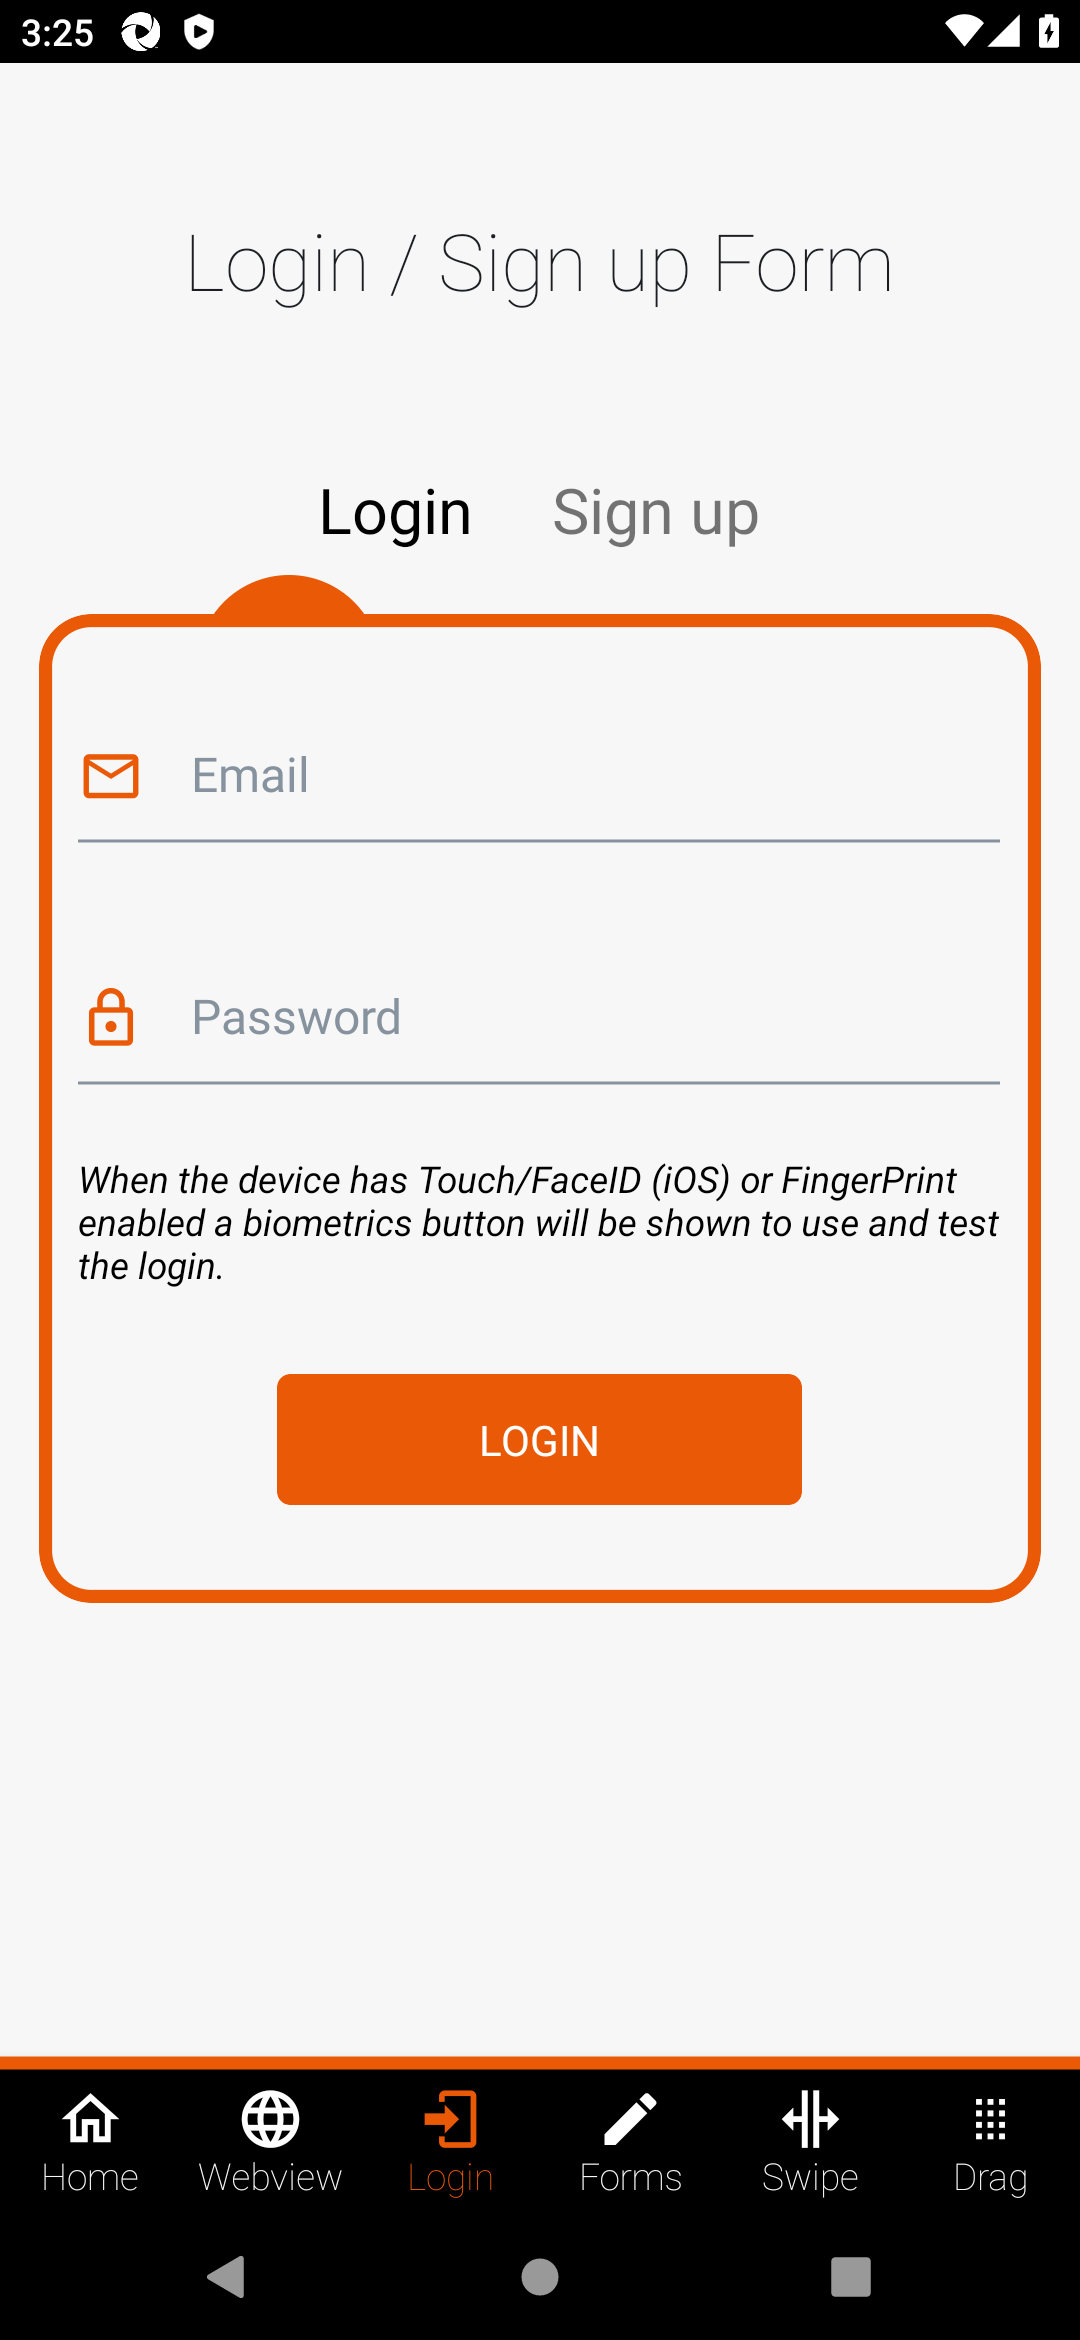 3:25
Login / Sign up Form
Login Sign up
Email
Password
When the device has Touch/FaceID (iOS) or FingerPrint
enabled a biometrics button will be shown to use and test
the login.
LOGIN
Home Webview Login Forms Swipe Drag